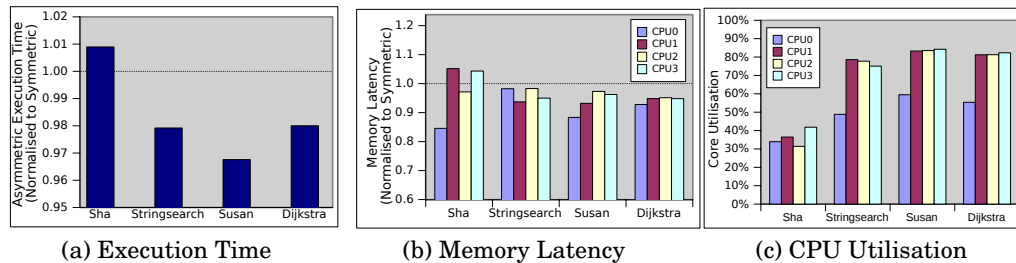 Asymmetric Execution Time
(Normalised to Symmetric)
1.02
1.01
1.00
0.99
0.98
0.97
0.96
0.95
Sha
Stringsearch
Susan
Dijkstra
(a) Execution Time
Memory Latency
(Normalised to Symmetric)
1.2
1.1
1.0
0.9
0.8
0.7
0.6
CPU0
CPU1
CPU2
CPU3
Sha
Stringsearch
Susan
Dijkstra
(b) Memory Latency
Core Utilisation
100%
90%
80%
70%
60%
50%
40%
30%
20%
10%
0%
CPU0
CPU1
CPU2
CPU3
Sha
Stringsearch
Susan
Dijkstra
(c) CPU Utilisation